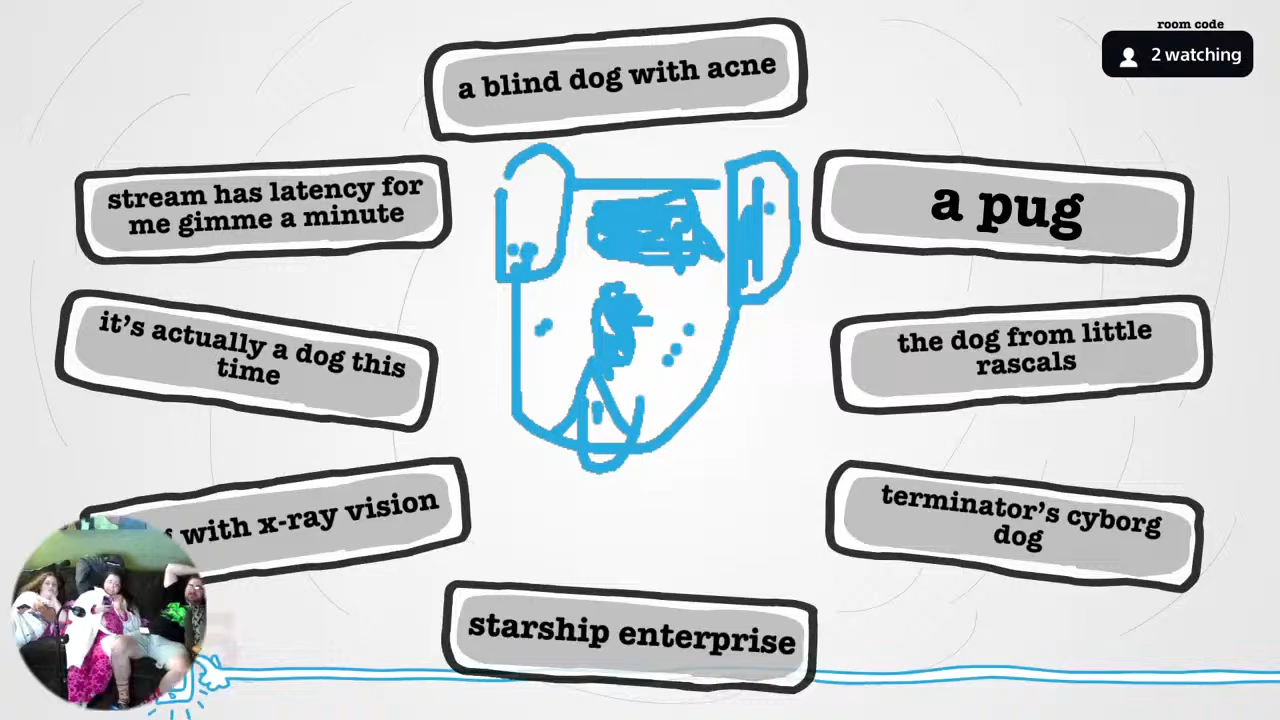 room code
2 watching
a blind dog with acne
stream has latency for
me gimme a minute
a pug
it's actually a dog this
time
the dog from little
rascals
with x-ray vision
terminator's cyborg
dog
starship enterprise